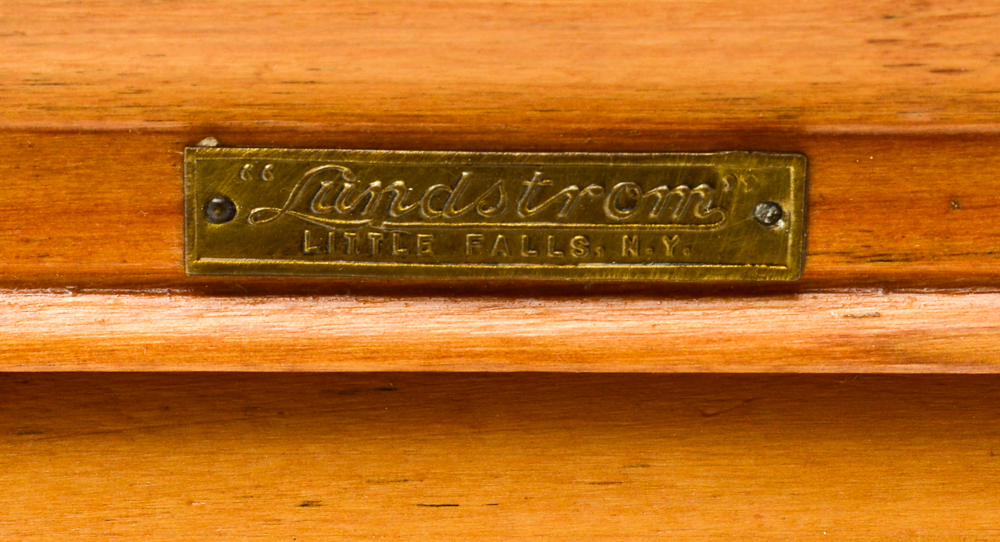 "Lundstrom"
LITTLE FALLS, N.Y.